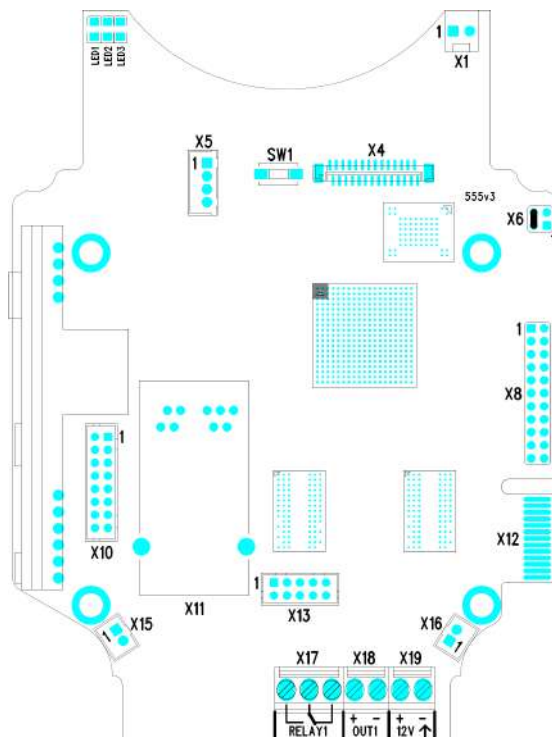 LED1 LED2 LED3
1
X1
X5
1
SW1
X4
555v3
X6
1
X8
1
X10
X11
1
X13
X12
1
X15
X16
1
X17 X18 X19
+ - + -
RELAY1 OUT1 12V